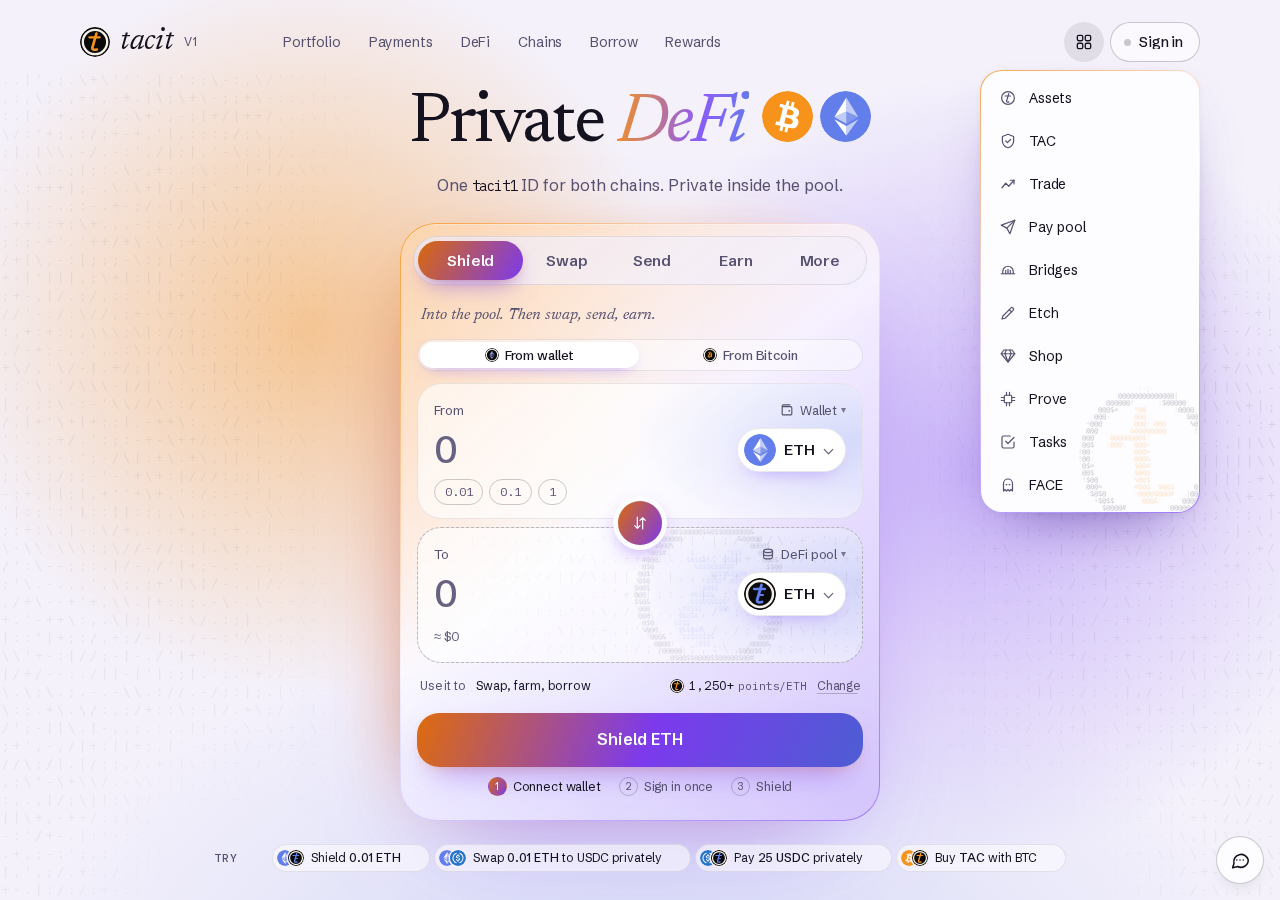 tacit V1 Portfolio Payments DeFi Chains Borrow Rewards Sign in
Private DeFi
One tacit1 ID for both chains. Private inside the pool.
Shield Swap Send Earn More
Into the pool. Then swap, send, earn.
From wallet From Bitcoin
From Wallet ▾
0 ETH
0.01 0.1 1
To DeFi pool ▾
0 ETH
≈ $0
Use it to Swap, farm, borrow 1,250+ points/ETH Change
Shield ETH
1 Connect wallet 2 Sign in once 3 Shield
TRY Shield 0.01 ETH Swap 0.01 ETH to USDC privately Pay 25 USDC privately Buy TAC with BTC
Assets
TAC
Trade
Pay pool
Bridges
Etch
Shop
Prove
Tasks
FACE